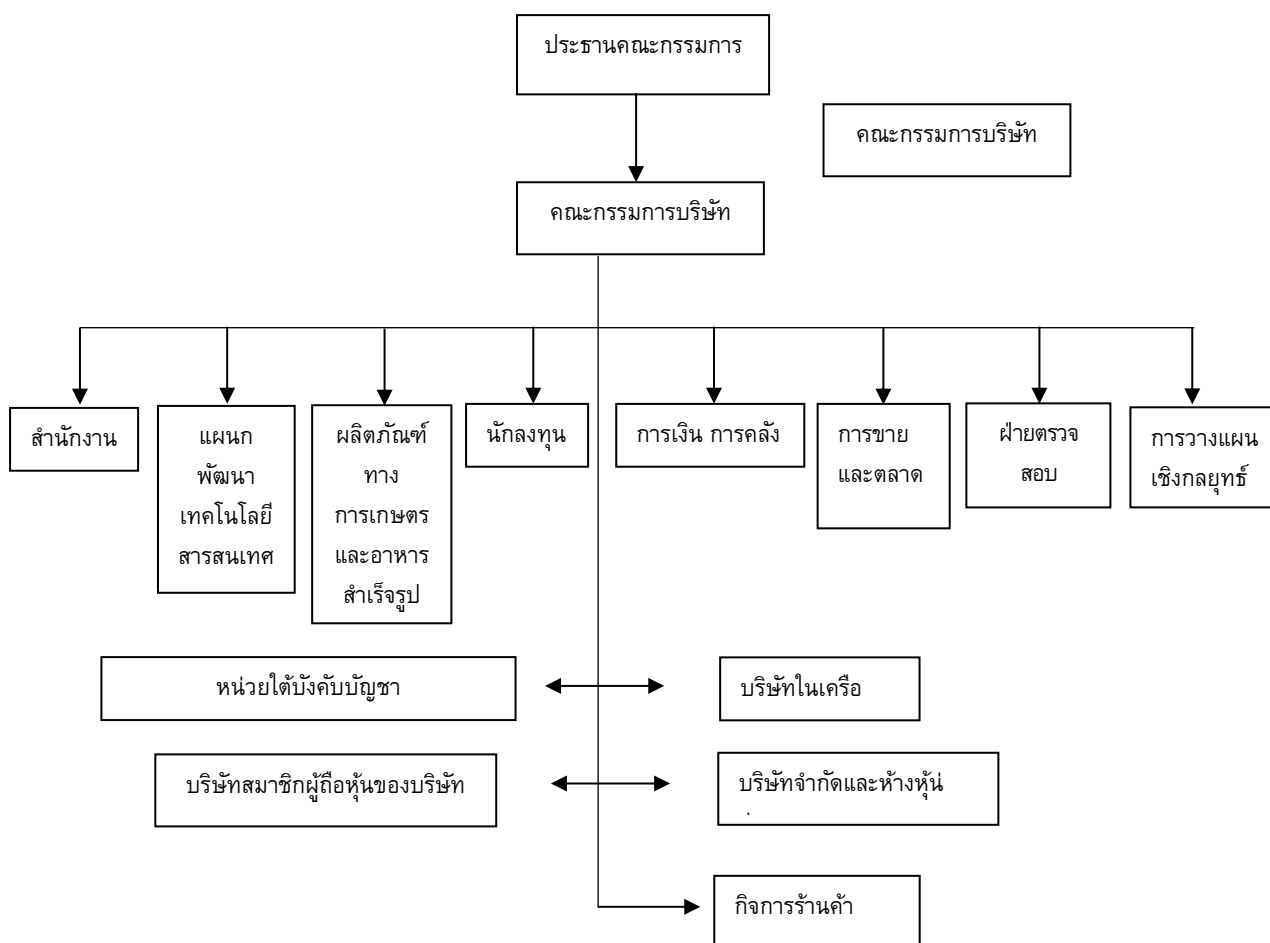 ประธานคณะกรรมการ
คณะกรรมการบริษัท
คณะกรรมการบริษัท
สำนักงาน
แผนก
พัฒนา
เทคโนโลยี
สารสนเทศ
ผลิตภัณฑ์
ทาง
การเกษตร
และอาหาร
สำเร็จรูป
นักลงทุน
การเงิน การคลัง
การขาย
และตลาด
ฝ่ายตรวจ
สอบ
การวางแผน
เชิงกลยุทธ์
หน่วยใต้บังคับบัญชา
บริษัทในเครือ
บริษัทสมาชิกผู้ถือหุ้นของบริษัท
บริษัทจำกัดและห้างหุ้น่
กิจการร้านค้า